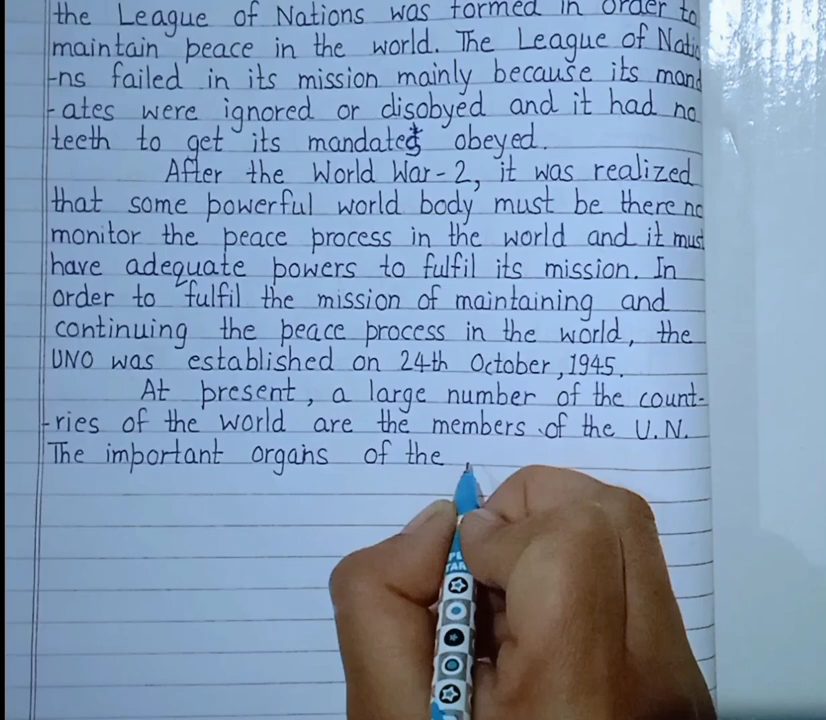 the League of Nations was formed in order to
maintain peace in the world. The League of Natio
-ns failed in its mission mainly because its mand
-ates were ignored or disobyed and it had no
teeth to get its mandates obeyed.
After the World War-2, it was realized
that some powerful world body must be there no
monitor the peace process in the world and it must
have adequate powers to fulfil its mission. In
order to fulfil the mission of maintaining and
continuing the peace process in the world, the
UNO was established on 24th October, 1945.
At present, a large number of the count-
-ries of the world are the members of the U.N.
The important organs of the